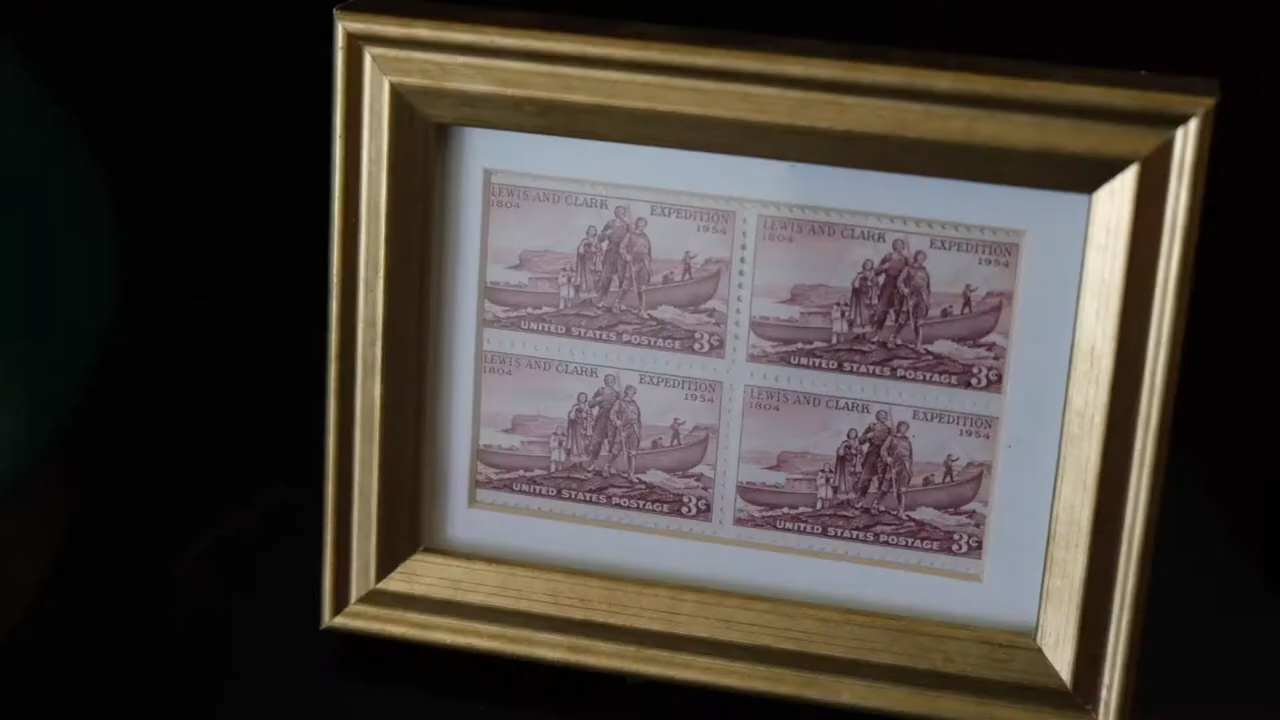 LEWIS AND CLARK EXPEDITION
1804 1954
UNITED STATES POSTAGE 3¢
LEWIS AND CLARK EXPEDITION
1804 1954
UNITED STATES POSTAGE 3¢
LEWIS AND CLARK EXPEDITION
1804 1954
UNITED STATES POSTAGE 3¢
LEWIS AND CLARK EXPEDITION
1804 1954
UNITED STATES POSTAGE 3¢